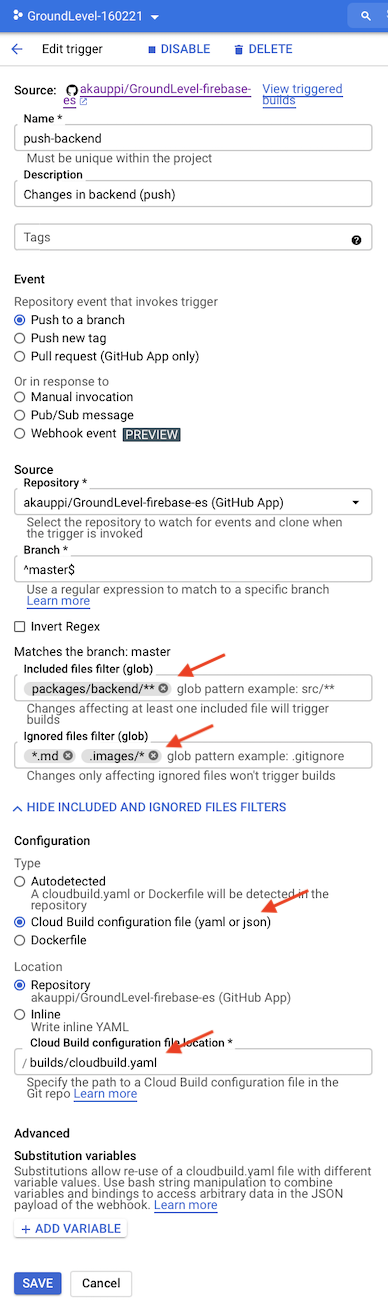 GroundLevel-160221
Edit trigger DISABLE DELETE
Source: akauppi/GroundLevel-firebase- View triggered
es builds
Name *
push-backend
Must be unique within the project
Description
Changes in backend (push)
Tags
Event
Repository event that invokes trigger
Push to a branch
Push new tag
Pull request (GitHub App only)
Or in response to
Manual invocation
Pub/Sub message
Webhook event PREVIEW
Source
Repository *
akauppi/GroundLevel-firebase-es (GitHub App)
Select the repository to watch for events and clone when
the trigger is invoked
Branch *
^master$
Use a regular expression to match to a specific branch
Learn more
Invert Regex
Matches the branch: master
Included files filter (glob)
packages/backend/** glob pattern example: src/**
Changes affecting at least one included file will trigger
builds
Ignored files filter (glob)
*.md .images/* glob pattern example: .gitignore
Changes only affecting ignored files won't trigger builds
HIDE INCLUDED AND IGNORED FILES FILTERS
Configuration
Type
Autodetected
A cloudbuild.yaml or Dockerfile will be detected in the
repository
Cloud Build configuration file (yaml or json)
Dockerfile
Location
Repository
akauppi/GroundLevel-firebase-es (GitHub App)
Inline
Write inline YAML
Cloud Build configuration file location *
/ builds/cloudbuild.yaml
Specify the path to a Cloud Build configuration file in the
Git repo Learn more
Advanced
Substitution variables
Substitutions allow re-use of a cloudbuild.yaml file with different
variable values. Use bash string manipulation to combine
variables and bindings to access arbitrary data in the JSON
payload of the webhook. Learn more
+ ADD VARIABLE
SAVE Cancel